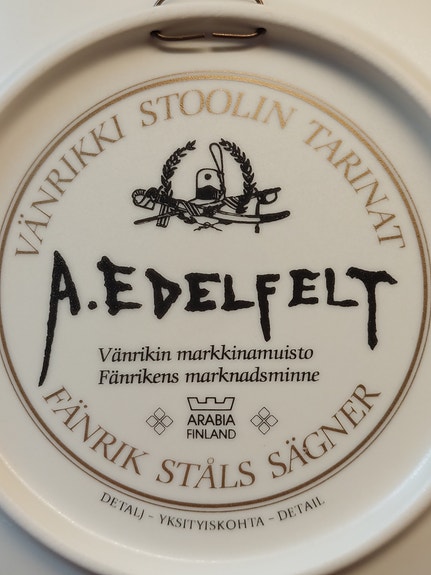 VÄNRIKKI STOOLIN TARINAT
A. EDELFELT
Vänrikin markkinamuisto
Fänrikens marknadsminne
ARABIA
FINLAND
FÄNRIK STÅLS SÄGNER
DETALJ - YKSITYISKOHTA - DETAIL